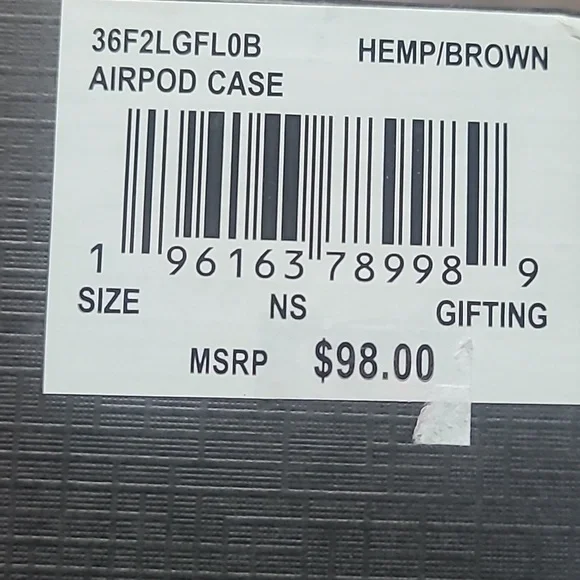 36F2LGFL0B HEMP/BROWN
AIRPOD CASE
1 96163 78998 9
SIZE NS GIFTING
MSRP $98.00